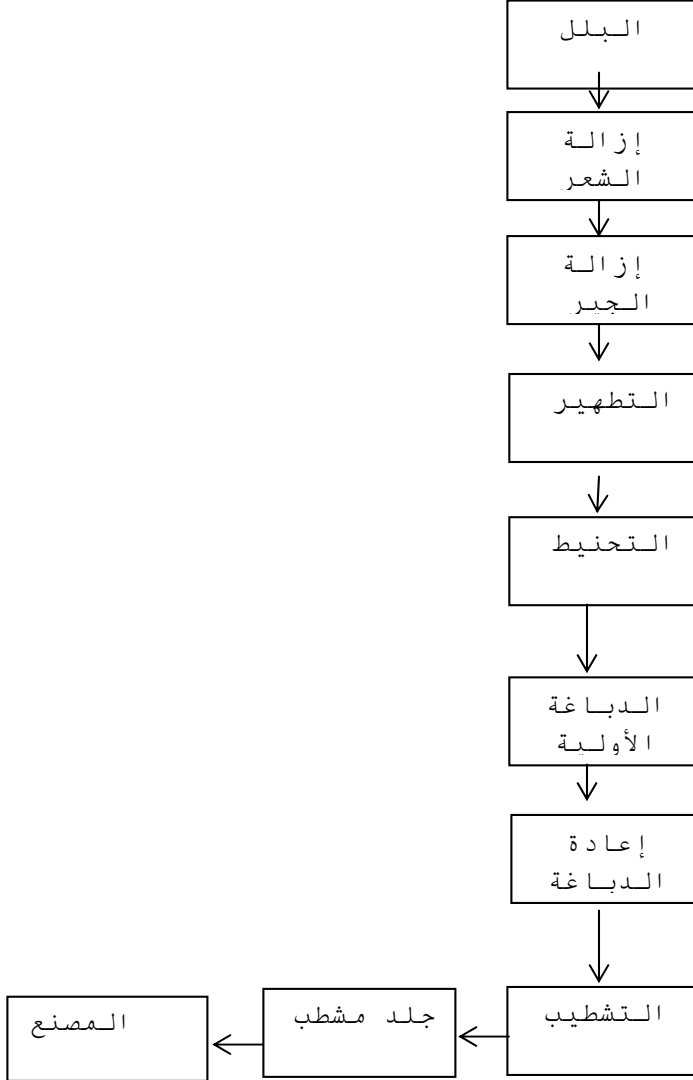 البلل
إزالة
الشعر
إزالة
الجير
التطهير
التحنيط
الدباغة
الأولية
إعادة
الدباغة
التشطيب
جلد مشطب
المصنع